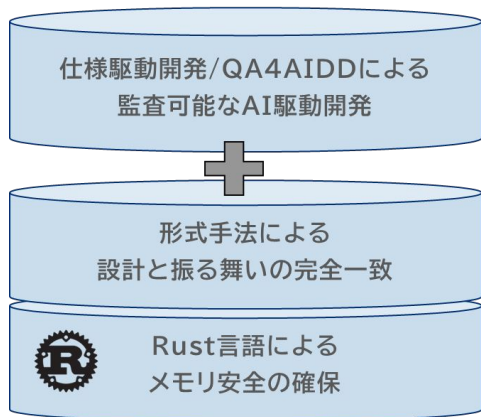 仕様駆動開発/QA4AIDDによる
監査可能なAI駆動開発
形式手法による
設計と振る舞いの完全一致
R
Rust言語による
メモリ安全の確保